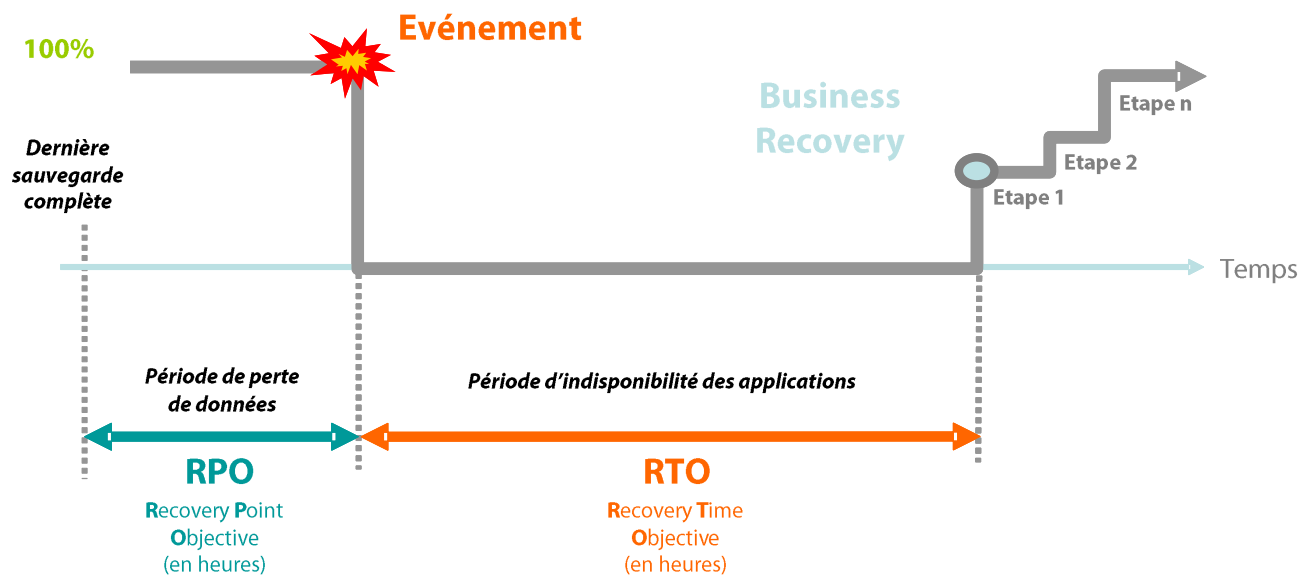 Evénement
100%
Business
Recovery
Etape n
Etape 2
Etape 1
Dernière
sauvegarde
complète
Temps
Période de perte
de données
Période d'indisponibilité des applications
RPO
Recovery Point
Objective
(en heures)
RTO
Recovery Time
Objective
(en heures)